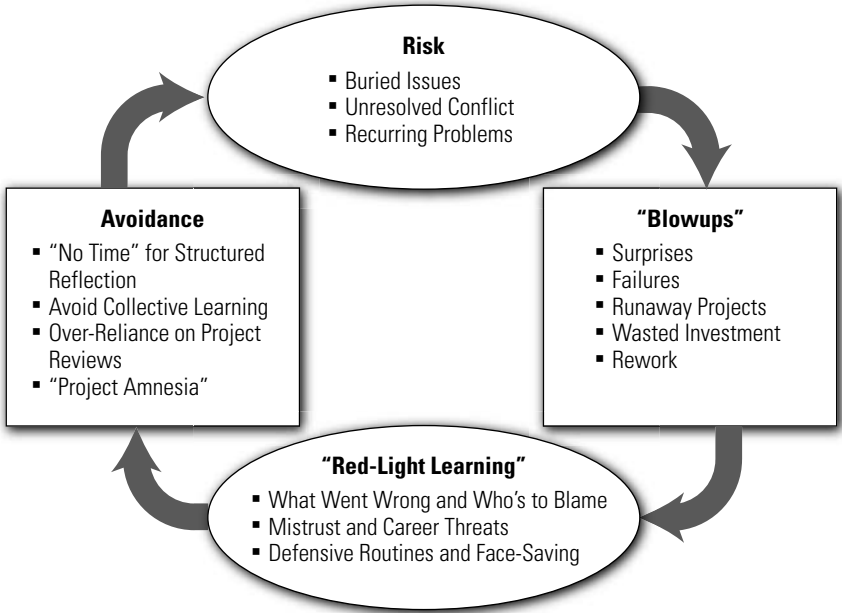 Risk
▪ Buried Issues
▪ Unresolved Conflict
▪ Recurring Problems
Avoidance
▪ “No Time” for Structured
Reflection
▪ Avoid Collective Learning
▪ Over-Reliance on Project
Reviews
▪ “Project Amnesia”
“Blowups”
▪ Surprises
▪ Failures
▪ Runaway Projects
▪ Wasted Investment
▪ Rework
“Red-Light Learning”
▪ What Went Wrong and Who’s to Blame
▪ Mistrust and Career Threats
▪ Defensive Routines and Face-Saving